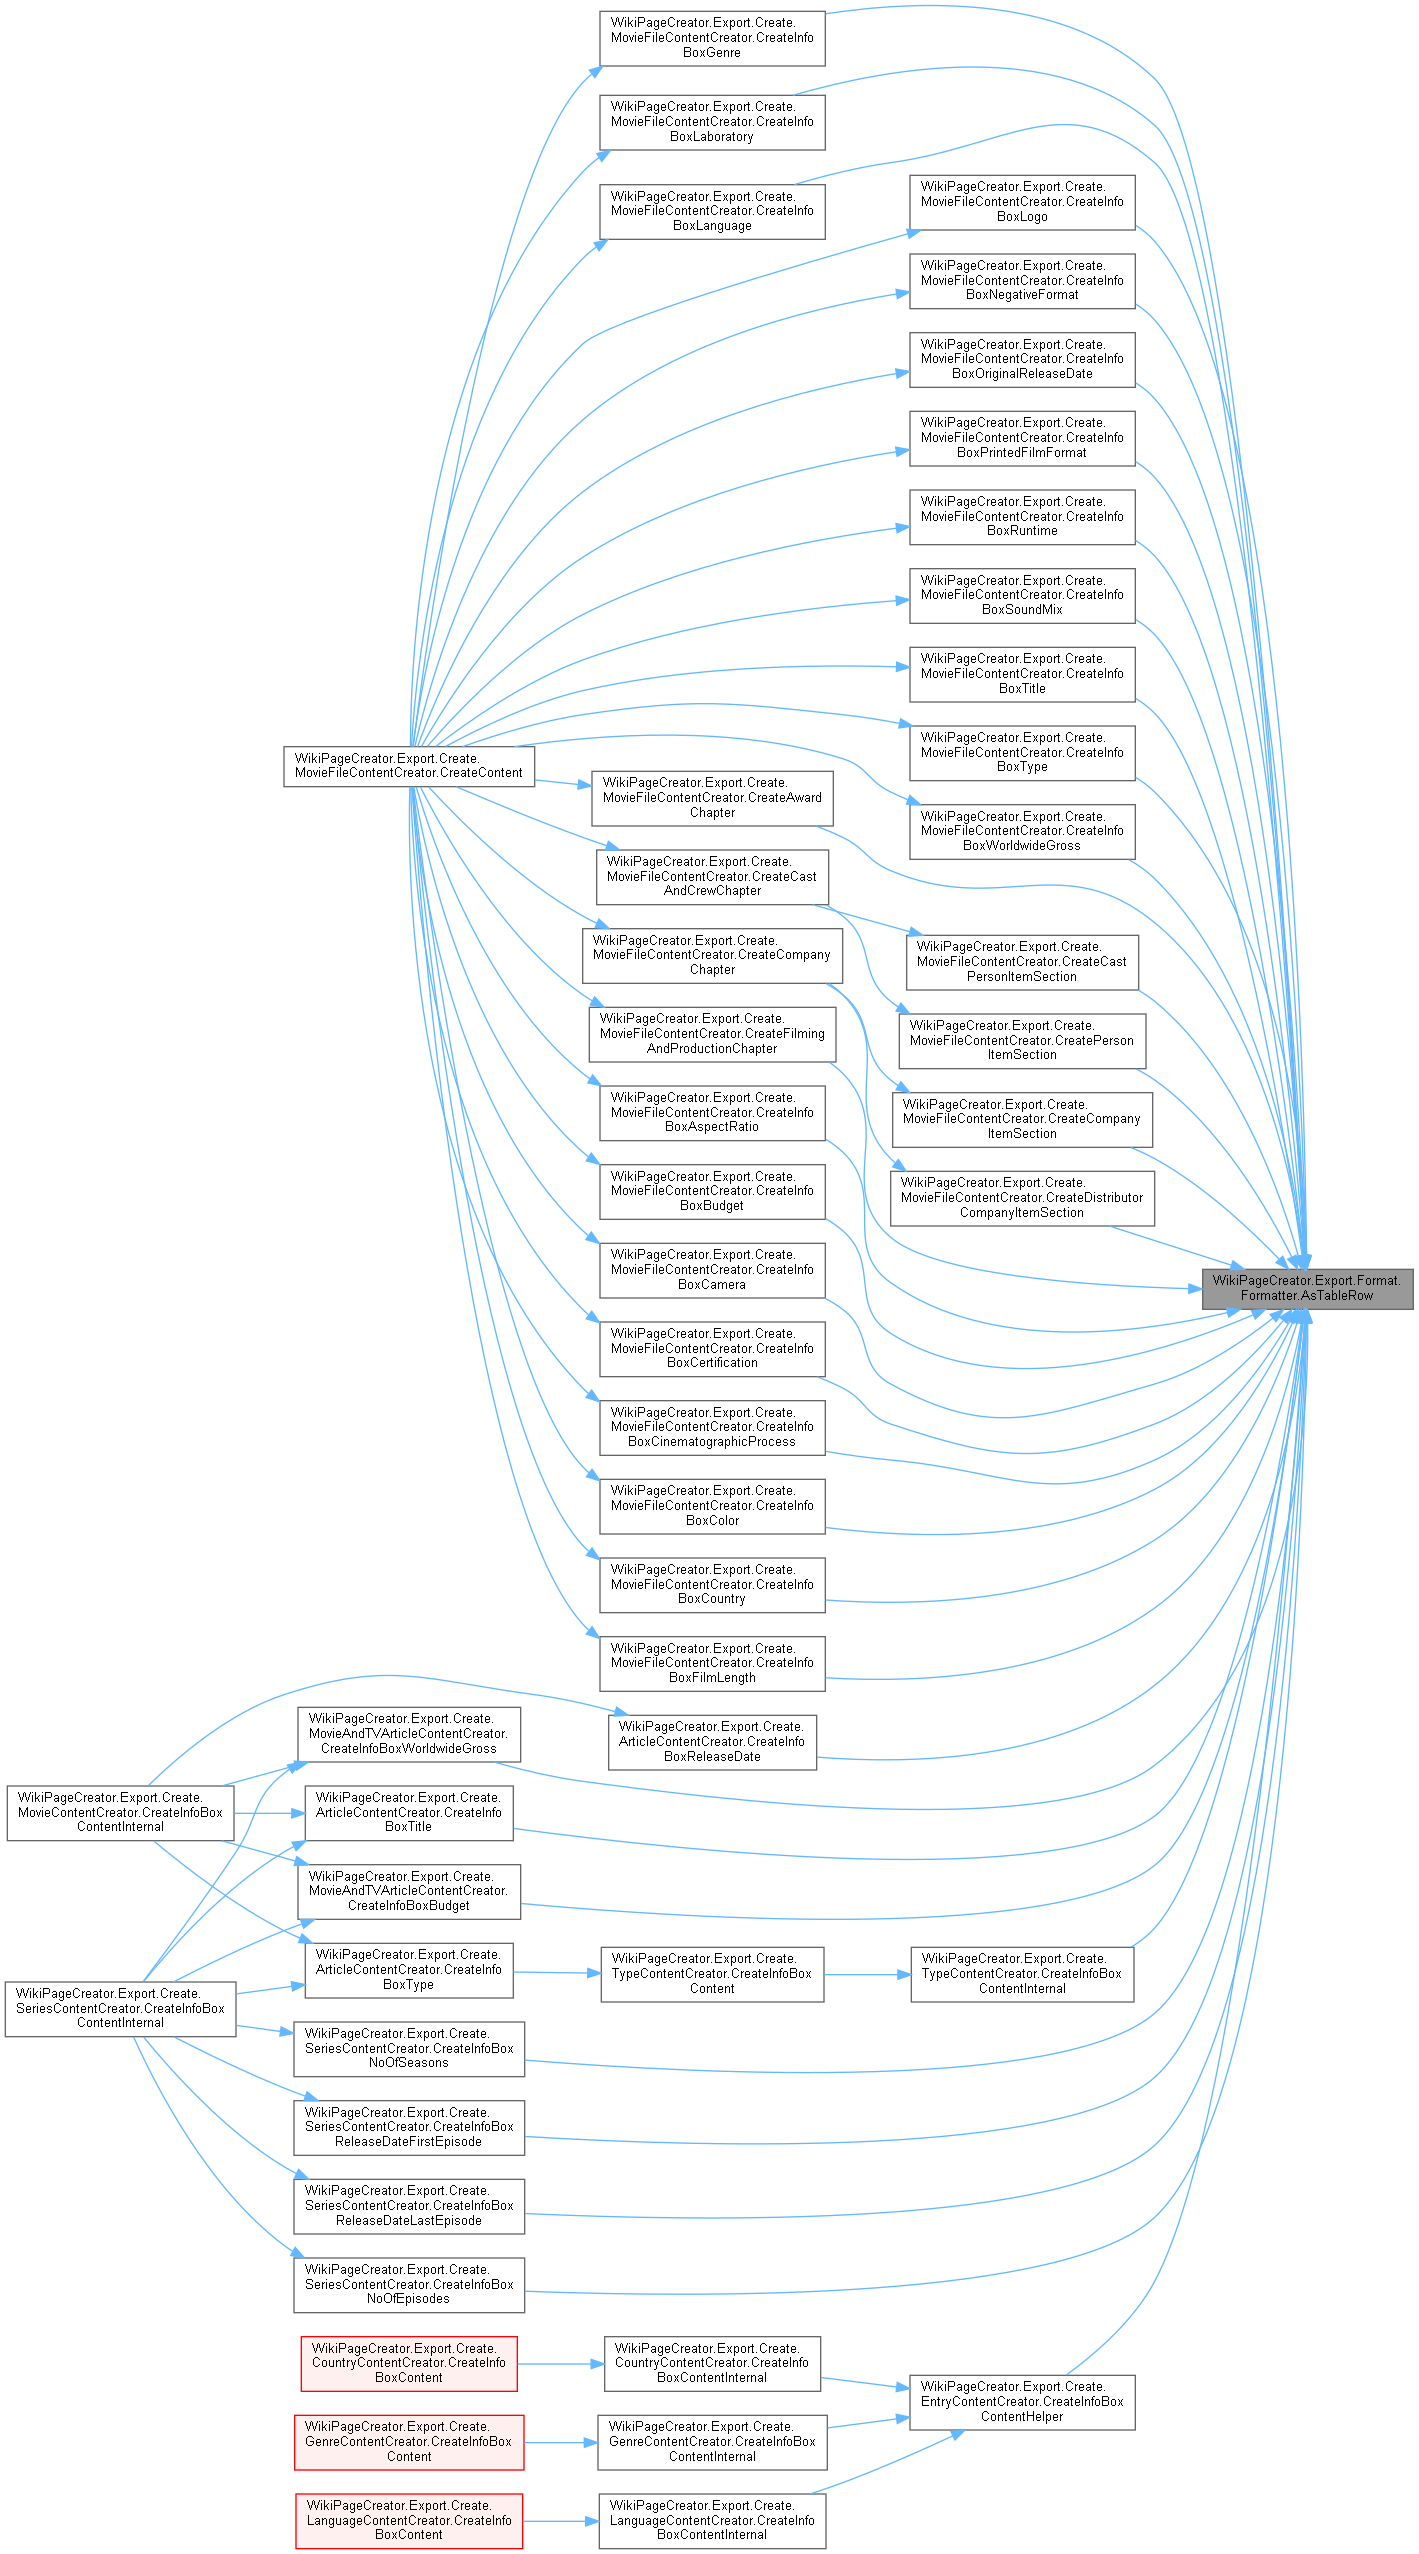 WikiPageCreator.Export.Create.
MovieFileContentCreator.CreateInfo
BoxGenre
WikiPageCreator.Export.Create.
MovieFileContentCreator.CreateInfo
BoxLaboratory
WikiPageCreator.Export.Create.
MovieFileContentCreator.CreateInfo
BoxLanguage
WikiPageCreator.Export.Create.
MovieFileContentCreator.CreateInfo
BoxLogo
WikiPageCreator.Export.Create.
MovieFileContentCreator.CreateInfo
BoxNegativeFormat
WikiPageCreator.Export.Create.
MovieFileContentCreator.CreateInfo
BoxOriginalReleaseDate
WikiPageCreator.Export.Create.
MovieFileContentCreator.CreateInfo
BoxPrintedFilmFormat
WikiPageCreator.Export.Create.
MovieFileContentCreator.CreateInfo
BoxRuntime
WikiPageCreator.Export.Create.
MovieFileContentCreator.CreateInfo
BoxSoundMix
WikiPageCreator.Export.Create.
MovieFileContentCreator.CreateInfo
BoxTitle
WikiPageCreator.Export.Create.
MovieFileContentCreator.CreateInfo
BoxType
WikiPageCreator.Export.Create.
MovieFileContentCreator.CreateContent
WikiPageCreator.Export.Create.
MovieFileContentCreator.CreateAward
Chapter
WikiPageCreator.Export.Create.
MovieFileContentCreator.CreateInfo
BoxWorldwideGross
WikiPageCreator.Export.Create.
MovieFileContentCreator.CreateCast
AndCrewChapter
WikiPageCreator.Export.Create.
MovieFileContentCreator.CreateCompany
Chapter
WikiPageCreator.Export.Create.
MovieFileContentCreator.CreateCast
PersonItemSection
WikiPageCreator.Export.Create.
MovieFileContentCreator.CreateFilming
AndProductionChapter
WikiPageCreator.Export.Create.
MovieFileContentCreator.CreatePerson
ItemSection
WikiPageCreator.Export.Create.
MovieFileContentCreator.CreateInfo
BoxAspectRatio
WikiPageCreator.Export.Create.
MovieFileContentCreator.CreateCompany
ItemSection
WikiPageCreator.Export.Create.
MovieFileContentCreator.CreateInfo
BoxBudget
WikiPageCreator.Export.Create.
MovieFileContentCreator.CreateDistributor
CompanyItemSection
WikiPageCreator.Export.Create.
MovieFileContentCreator.CreateInfo
BoxCamera
WikiPageCreator.Export.Format.
Formatter.AsTableRow
WikiPageCreator.Export.Create.
MovieFileContentCreator.CreateInfo
BoxCertification
WikiPageCreator.Export.Create.
MovieFileContentCreator.CreateInfo
BoxCinematographicProcess
WikiPageCreator.Export.Create.
MovieFileContentCreator.CreateInfo
BoxColor
WikiPageCreator.Export.Create.
MovieFileContentCreator.CreateInfo
BoxCountry
WikiPageCreator.Export.Create.
MovieFileContentCreator.CreateInfo
BoxFilmLength
WikiPageCreator.Export.Create.
MovieAndTVArticleContentCreator.
CreateInfoBoxWorldwideGross
WikiPageCreator.Export.Create.
ArticleContentCreator.CreateInfo
BoxReleaseDate
WikiPageCreator.Export.Create.
MovieContentCreator.CreateInfoBox
ContentInternal
WikiPageCreator.Export.Create.
ArticleContentCreator.CreateInfo
BoxTitle
WikiPageCreator.Export.Create.
MovieAndTVArticleContentCreator.
CreateInfoBoxBudget
WikiPageCreator.Export.Create.
ArticleContentCreator.CreateInfo
BoxType
WikiPageCreator.Export.Create.
TypeContentCreator.CreateInfoBox
Content
WikiPageCreator.Export.Create.
TypeContentCreator.CreateInfoBox
ContentInternal
WikiPageCreator.Export.Create.
SeriesContentCreator.CreateInfoBox
ContentInternal
WikiPageCreator.Export.Create.
SeriesContentCreator.CreateInfoBox
NoOfSeasons
WikiPageCreator.Export.Create.
SeriesContentCreator.CreateInfoBox
ReleaseDateFirstEpisode
WikiPageCreator.Export.Create.
SeriesContentCreator.CreateInfoBox
ReleaseDateLastEpisode
WikiPageCreator.Export.Create.
SeriesContentCreator.CreateInfoBox
NoOfEpisodes
WikiPageCreator.Export.Create.
CountryContentCreator.CreateInfo
BoxContent
WikiPageCreator.Export.Create.
CountryContentCreator.CreateInfo
BoxContentInternal
WikiPageCreator.Export.Create.
EntryContentCreator.CreateInfoBox
ContentHelper
WikiPageCreator.Export.Create.
GenreContentCreator.CreateInfoBox
Content
WikiPageCreator.Export.Create.
GenreContentCreator.CreateInfoBox
ContentInternal
WikiPageCreator.Export.Create.
LanguageContentCreator.CreateInfo
BoxContent
WikiPageCreator.Export.Create.
LanguageContentCreator.CreateInfo
BoxContentInternal